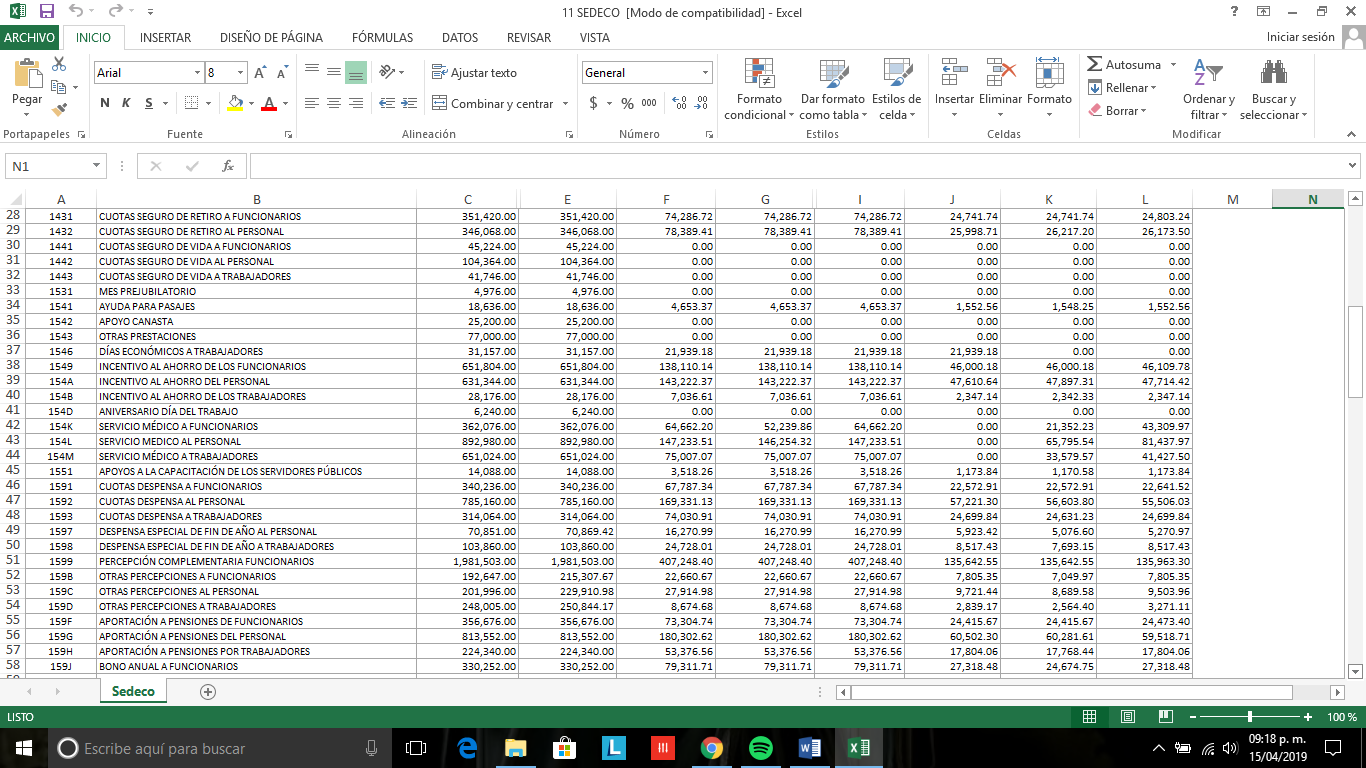 11 SEDECO [Modo de compatibilidad] - Excel
ARCHIVO INICIO INSERTAR DISEÑO DE PÁGINA FÓRMULAS DATOS REVISAR VISTA Iniciar sesión
Arial 8 Ajustar texto General Autosuma
Pegar Rellenar
N K S Combinar y centrar $ % 000 Formato condicional Dar formato como tabla Estilos de celda Insertar Eliminar Formato Borrar Ordenar y filtrar Buscar y seleccionar
Portapapeles Fuente Alineación Número Estilos Celdas Modificar
N1 fx
A B C E F G I J K L M N
28 1431 CUOTAS SEGURO DE RETIRO A FUNCIONARIOS 351,420.00 351,420.00 74,286.72 74,286.72 74,286.72 24,741.74 24,741.74 24,803.24
29 1432 CUOTAS SEGURO DE RETIRO AL PERSONAL 346,068.00 346,068.00 78,389.41 78,389.41 78,389.41 25,998.71 26,217.20 26,173.50
30 1441 CUOTAS SEGURO DE VIDA A FUNCIONARIOS 45,224.00 45,224.00 0.00 0.00 0.00 0.00 0.00 0.00
31 1442 CUOTAS SEGURO DE VIDA AL PERSONAL 104,364.00 104,364.00 0.00 0.00 0.00 0.00 0.00 0.00
32 1443 CUOTAS SEGURO DE VIDA A TRABAJADORES 41,746.00 41,746.00 0.00 0.00 0.00 0.00 0.00 0.00
33 1531 MES PREJUBILATORIO 4,976.00 4,976.00 0.00 0.00 0.00 0.00 0.00 0.00
34 1541 AYUDA PARA PASAJES 18,636.00 18,636.00 4,653.37 4,653.37 4,653.37 1,552.56 1,548.25 1,552.56
35 1542 APOYO CANASTA 25,200.00 25,200.00 0.00 0.00 0.00 0.00 0.00 0.00
36 1543 OTRAS PRESTACIONES 77,000.00 77,000.00 0.00 0.00 0.00 0.00 0.00 0.00
37 1546 DÍAS ECONÓMICOS A TRABAJADORES 31,157.00 31,157.00 21,939.18 21,939.18 21,939.18 21,939.18 0.00 0.00
38 1549 INCENTIVO AL AHORRO DE LOS FUNCIONARIOS 651,804.00 651,804.00 138,110.14 138,110.14 138,110.14 46,000.18 46,000.18 46,109.78
39 154A INCENTIVO AL AHORRO DEL PERSONAL 631,344.00 631,344.00 143,222.37 143,222.37 143,222.37 47,610.64 47,897.31 47,714.42
40 154B INCENTIVO AL AHORRO DE LOS TRABAJADORES 28,176.00 28,176.00 7,036.61 7,036.61 7,036.61 2,347.14 2,342.33 2,347.14
41 154D ANIVERSARIO DÍA DEL TRABAJO 6,240.00 6,240.00 0.00 0.00 0.00 0.00 0.00 0.00
42 154K SERVICIO MÉDICO A FUNCIONARIOS 362,076.00 362,076.00 64,662.20 52,239.86 64,662.20 0.00 21,352.23 43,309.97
43 154L SERVICIO MEDICO AL PERSONAL 892,980.00 892,980.00 147,233.51 146,254.32 147,233.51 0.00 65,795.54 81,437.97
44 154M SERVICIO MÉDICO A TRABAJADORES 651,024.00 651,024.00 75,007.07 75,007.07 75,007.07 0.00 33,579.57 41,427.50
45 1551 APOYOS A LA CAPACITACIÓN DE LOS SERVIDORES PÚBLICOS 14,088.00 14,088.00 3,518.26 3,518.26 3,518.26 1,173.84 1,170.58 1,173.84
46 1591 CUOTAS DESPENSA A FUNCIONARIOS 340,236.00 340,236.00 67,787.34 67,787.34 67,787.34 22,572.91 22,572.91 22,641.52
47 1592 CUOTAS DESPENSA AL PERSONAL 785,160.00 785,160.00 169,331.13 169,331.13 169,331.13 57,221.30 56,603.80 55,506.03
48 1593 CUOTAS DESPENSA A TRABAJADORES 314,064.00 314,064.00 74,030.91 74,030.91 74,030.91 24,699.84 24,631.23 24,699.84
49 1597 DESPENSA ESPECIAL DE FIN DE AÑO AL PERSONAL 70,851.00 70,869.42 16,270.99 16,270.99 16,270.99 5,923.42 5,076.60 5,270.97
50 1598 DESPENSA ESPECIAL DE FIN DE AÑO A TRABAJADORES 103,860.00 103,860.00 24,728.01 24,728.01 24,728.01 8,517.43 7,693.15 8,517.43
51 1599 PERCEPCIÓN COMPLEMENTARIA FUNCIONARIOS 1,981,503.00 1,981,503.00 407,248.40 407,248.40 407,248.40 135,642.55 135,642.55 135,963.30
52 159B OTRAS PERCEPCIONES A FUNCIONARIOS 192,647.00 215,307.67 22,660.67 22,660.67 22,660.67 7,805.35 7,049.97 7,805.35
53 159C OTRAS PERCEPCIONES AL PERSONAL 201,996.00 229,910.98 27,914.98 27,914.98 27,914.98 9,721.44 8,689.58 9,503.96
54 159D OTRAS PERCEPCIONES A TRABAJADORES 248,005.00 250,844.17 8,674.68 8,674.68 8,674.68 2,839.17 2,564.40 3,271.11
55 159F APORTACIÓN A PENSIONES DE FUNCIONARIOS 356,676.00 356,676.00 73,304.74 73,304.74 73,304.74 24,415.67 24,415.67 24,473.40
56 159G APORTACIÓN A PENSIONES DEL PERSONAL 813,552.00 813,552.00 180,302.62 180,302.62 180,302.62 60,502.30 60,281.61 59,518.71
57 159H APORTACIÓN A PENSIONES POR TRABAJADORES 224,340.00 224,340.00 53,376.56 53,376.56 53,376.56 17,804.06 17,768.44 17,804.06
58 159J BONO ANUAL A FUNCIONARIOS 330,252.00 330,252.00 79,311.71 79,311.71 79,311.71 27,318.48 24,674.75 27,318.48
Sedeco
LISTO 100 %
Escribe aquí para buscar 09:18 p. m.
15/04/2019